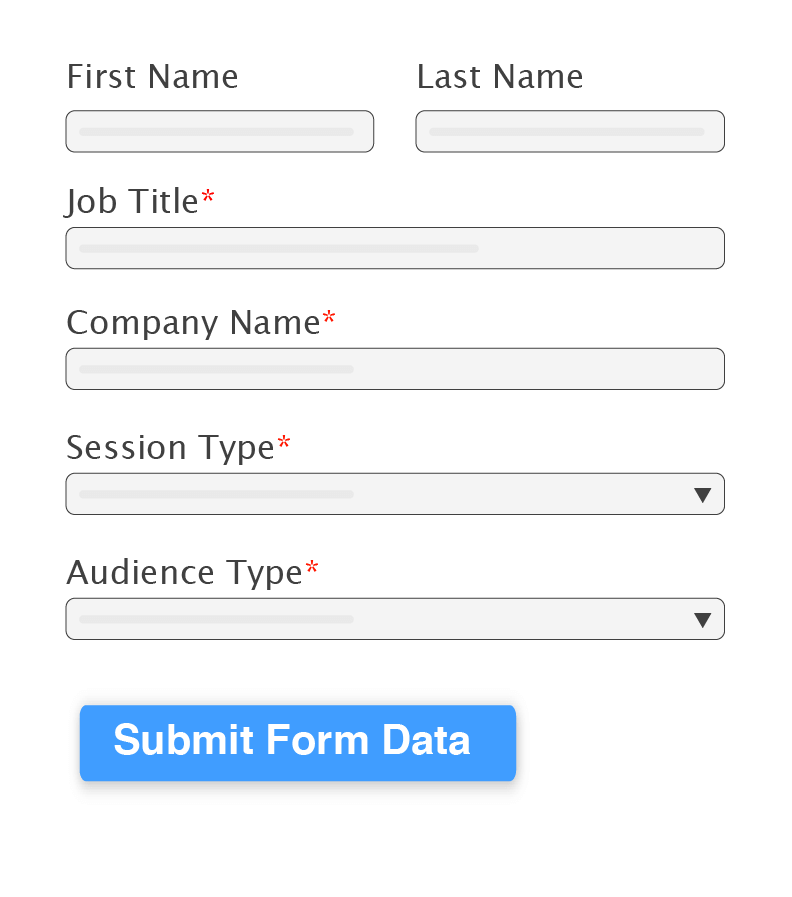 First Name Last Name
Job Title*
Company Name*
Session Type*
Audience Type*
Submit Form Data